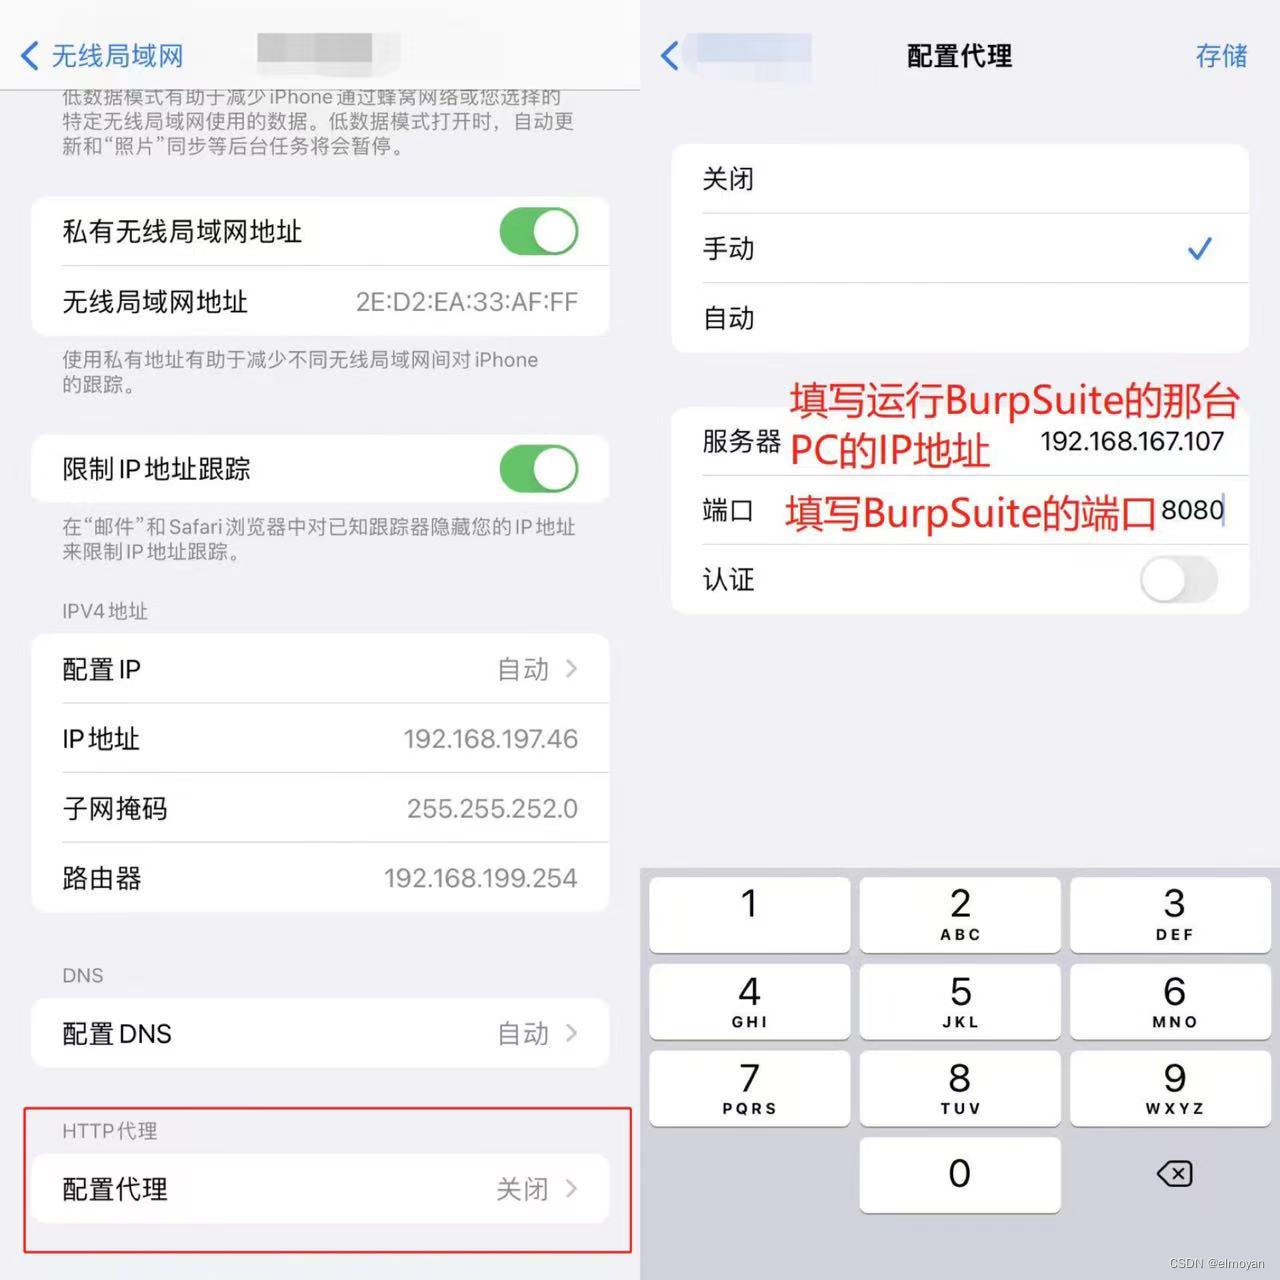 无线局域网
低数据模式有助于减少iPhone通过蜂窝网络或您选择的
特定无线局域网使用的数据。低数据模式打开时，自动更
新和“照片”同步等后台任务将会暂停。
私有无线局域网地址
无线局域网地址 2E:D2:EA:33:AF:FF
使用私有地址有助于减少不同无线局域网间对iPhone
的跟踪。
限制IP地址跟踪
在“邮件”和Safari浏览器中对已知跟踪器隐藏您的IP地址
来限制IP地址跟踪。
IPV4地址
配置IP 自动
IP地址 192.168.197.46
子网掩码 255.255.252.0
路由器 192.168.199.254
DNS
配置DNS 自动
HTTP代理
配置代理 关闭
配置代理 存储
关闭
手动
自动
填写运行BurpSuite的那台
服务器 PC的IP地址 192.168.167.107
端口 填写BurpSuite的端口 8080
认证
1 2 3
ABC DEF
4 5 6
GHI JKL MNO
7 8 9
PQRS TUV WXYZ
0
CSDN @elmoyan